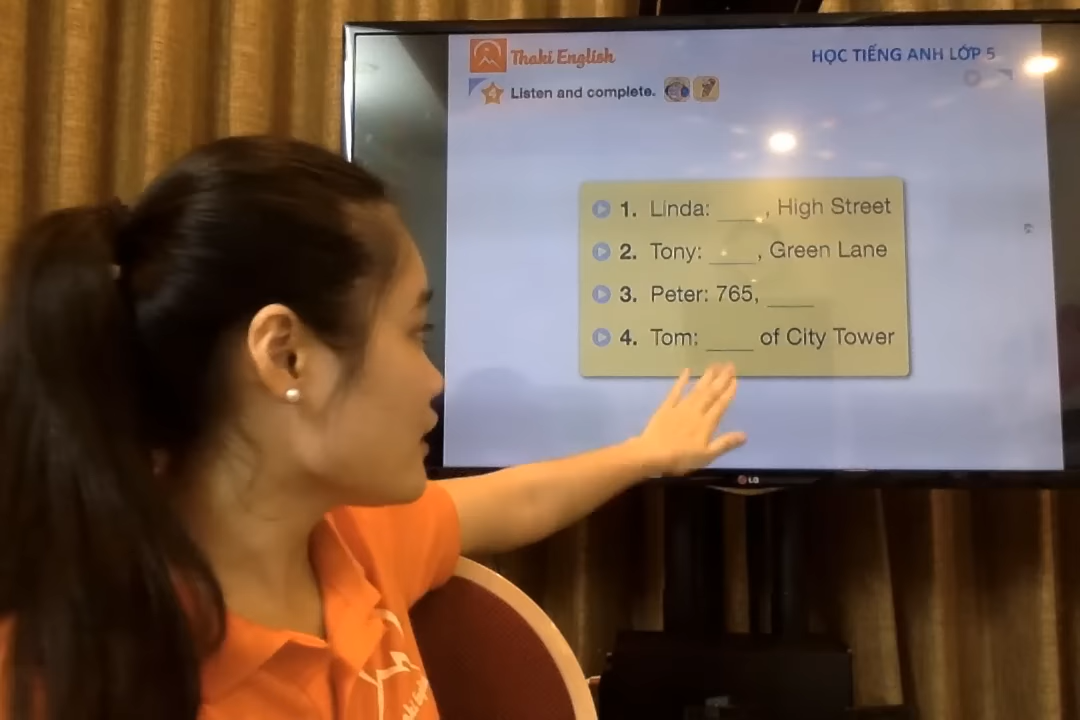 Thaki English
HỌC TIẾNG ANH LỚP 5
4 Listen and complete.
1. Linda: ____, High Street
2. Tony: ____, Green Lane
3. Peter: 765, ____
4. Tom: ____ of City Tower
LG